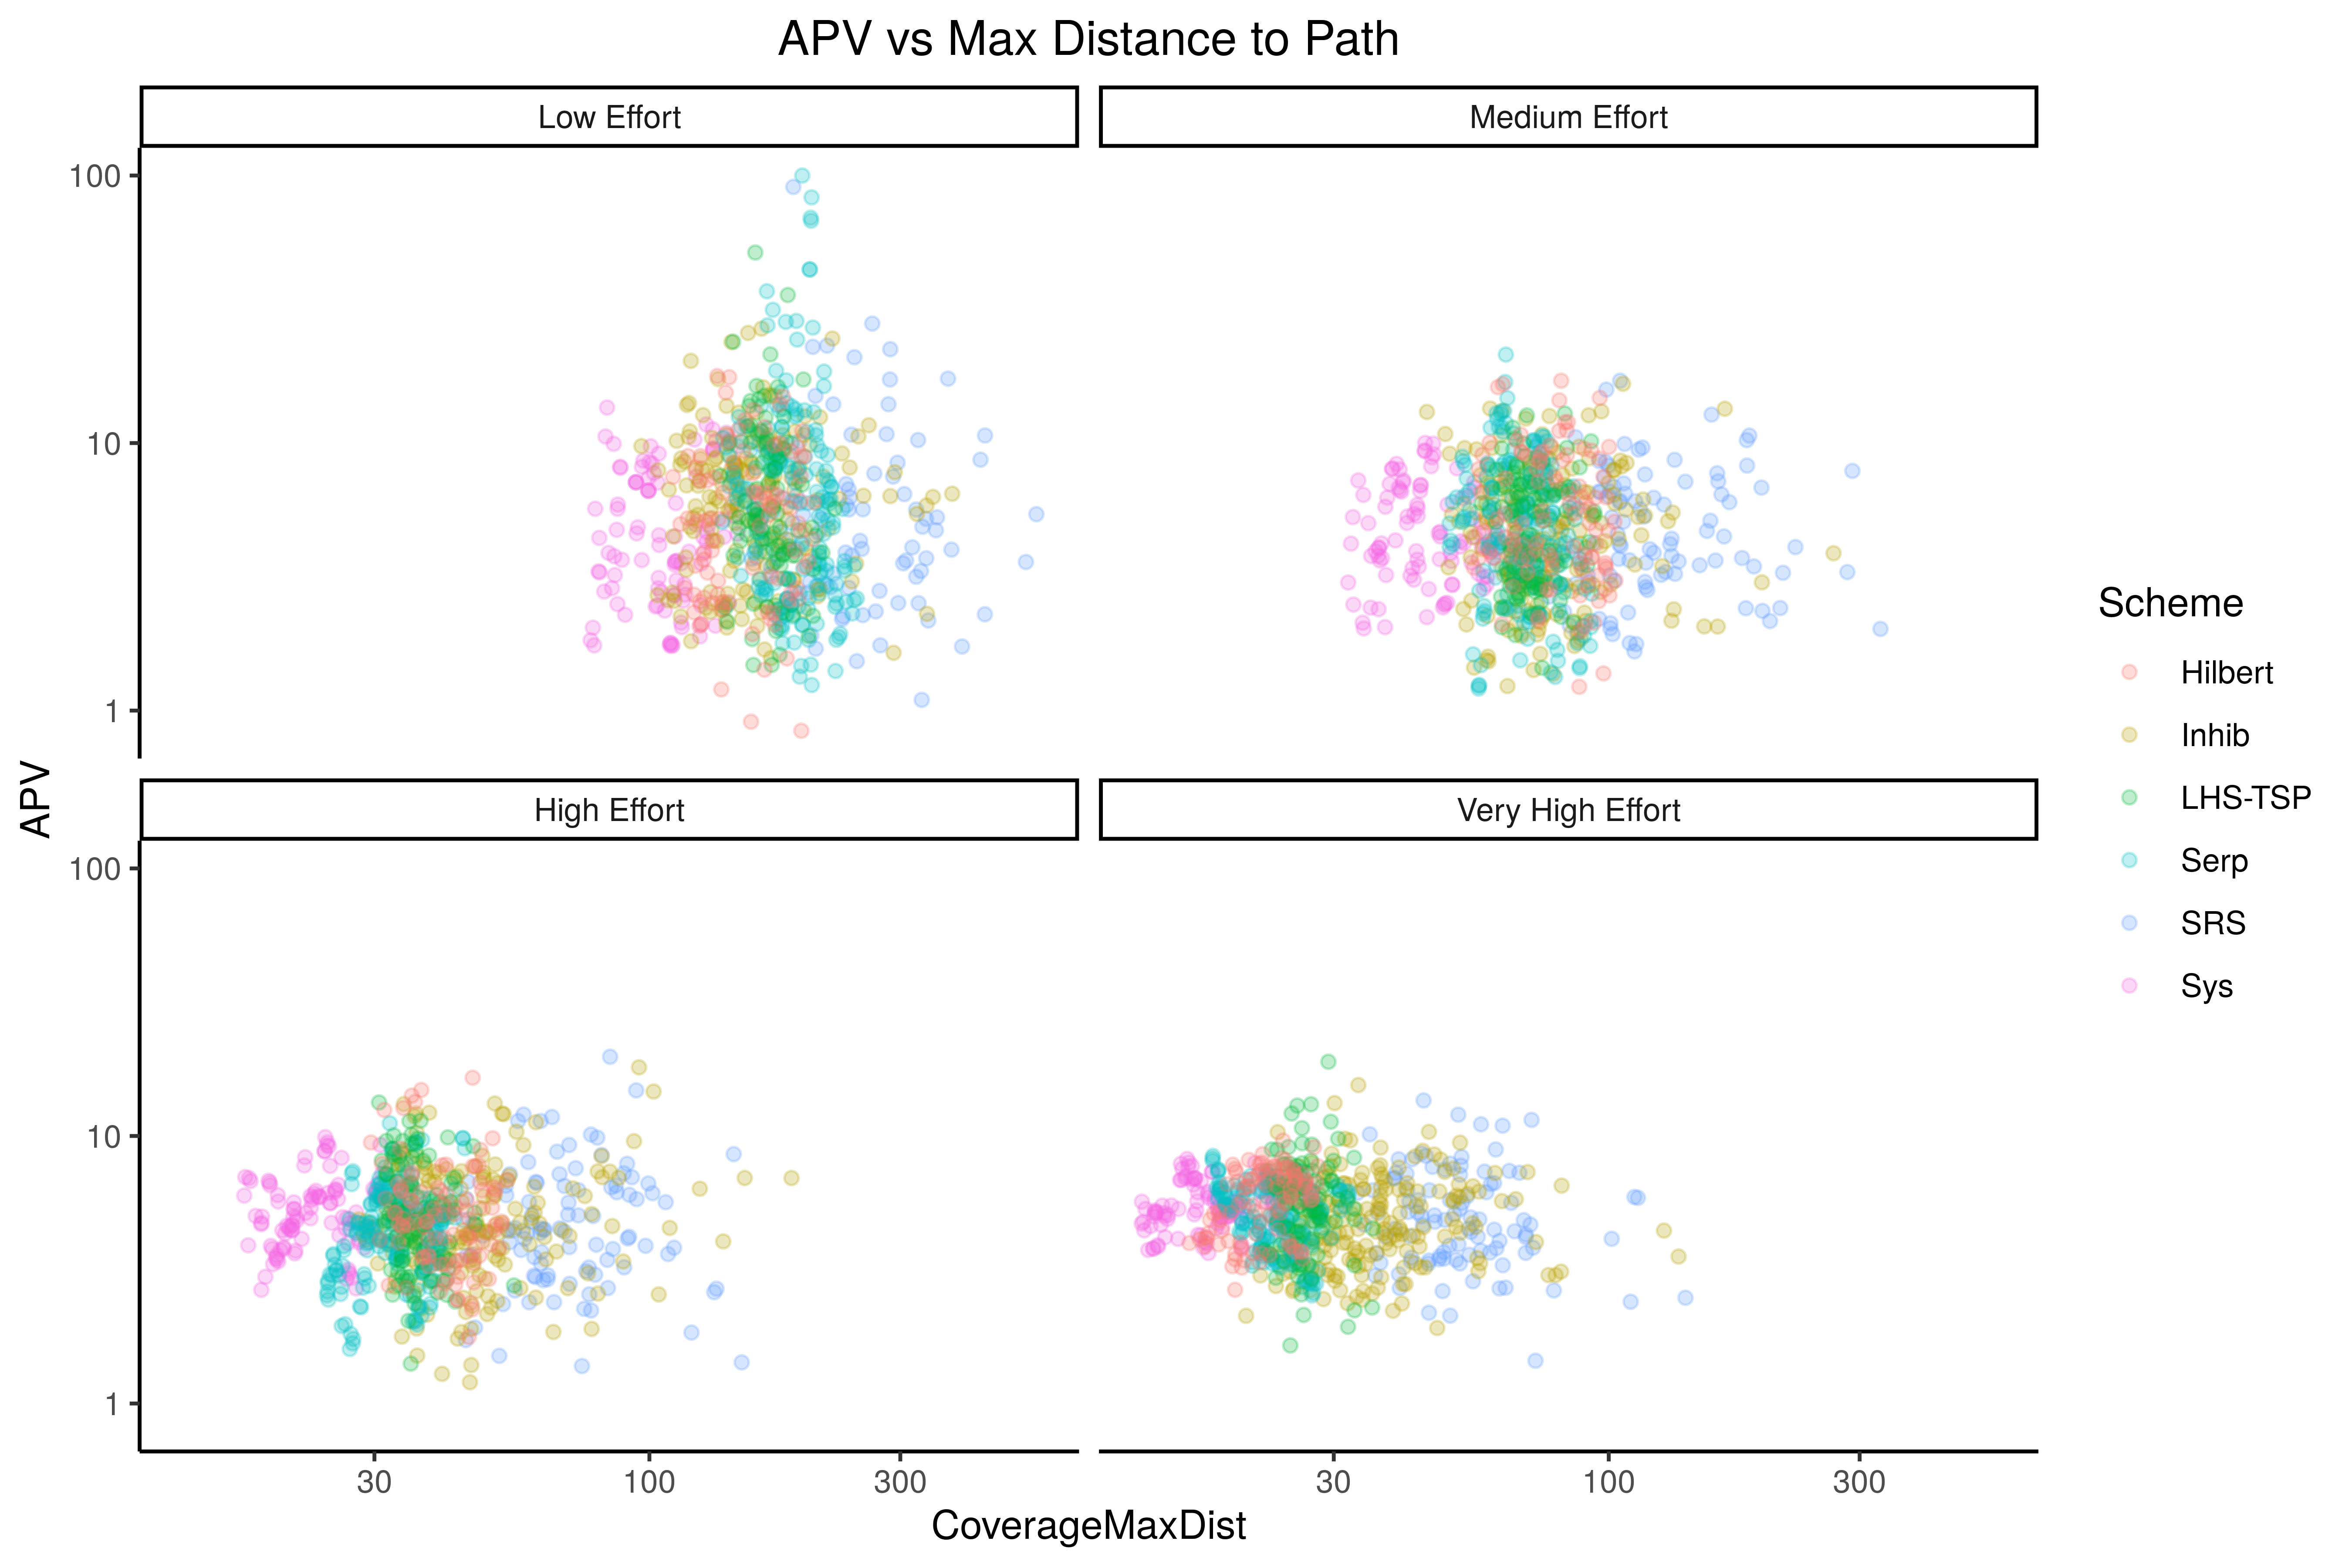 APV vs Max Distance to Path
Low Effort
Medium Effort
100
10
1
High Effort
Very High Effort
100
10
1
30
100
300
30
100
300
CoverageMaxDist
APV
Scheme
Hilbert
Inhib
LHS-TSP
Serp
SRS
Sys